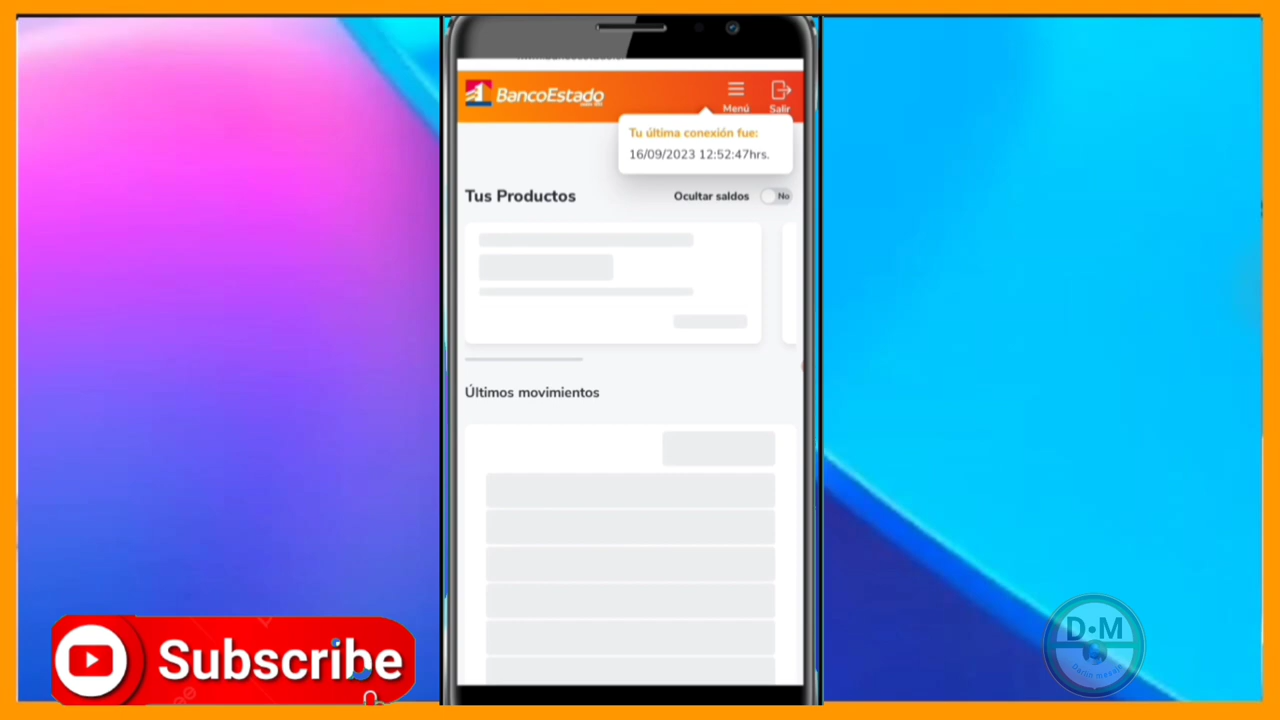 BancoEstado
Menú
Salir
Tu última conexión fue:
16/09/2023 12:52:47hrs.
Tus Productos
Ocultar saldos
No
Últimos movimientos
Subscribe
D•M